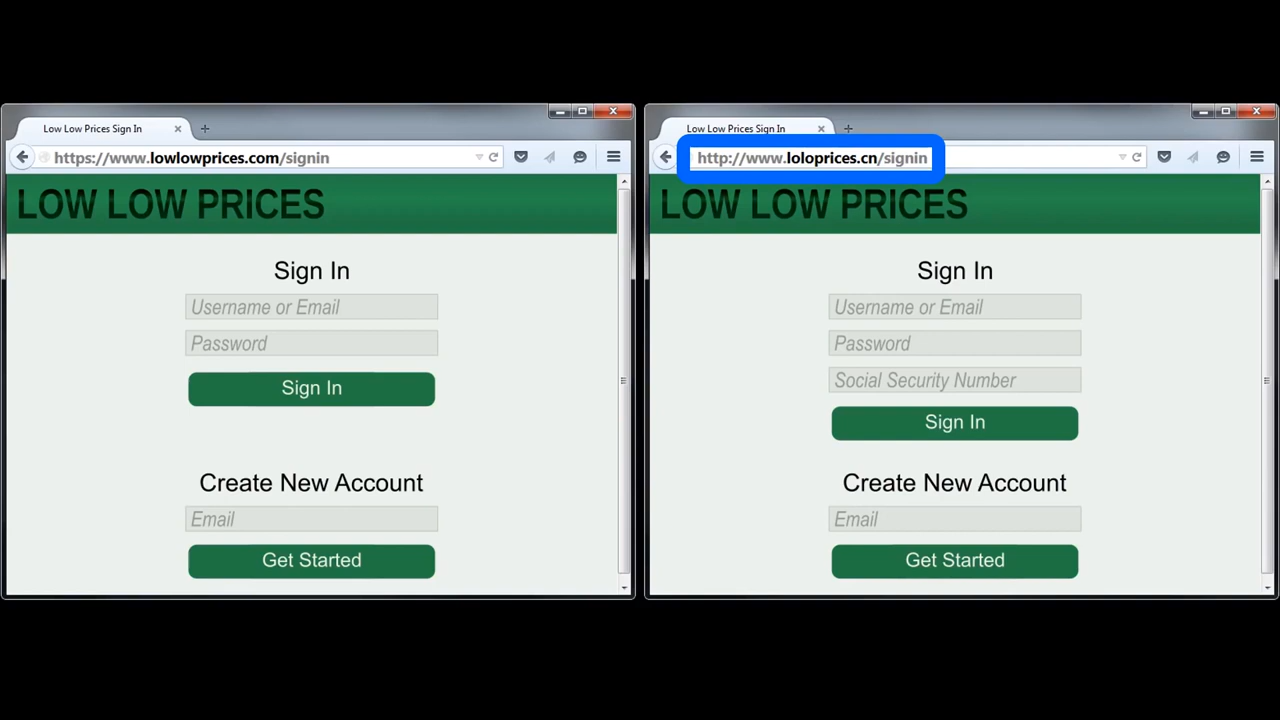 Low Low Prices Sign In
https://www.lowlowprices.com/signin
LOW LOW PRICES
Sign In
Username or Email
Password
Sign In
Create New Account
Email
Get Started
Low Low Prices Sign In
http://www.loloprices.cn/signin
LOW LOW PRICES
Sign In
Username or Email
Password
Social Security Number
Sign In
Create New Account
Email
Get Started